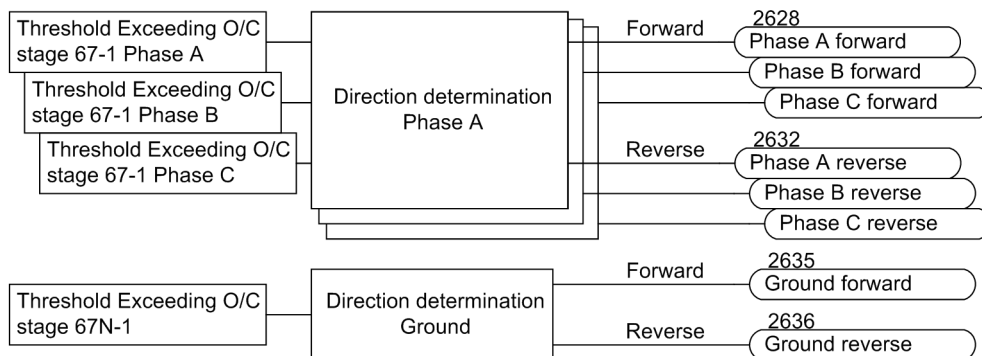 Threshold Exceeding O/C
stage 67-1 Phase A
Threshold Exceeding O/C
stage 67-1 Phase B
Threshold Exceeding O/C
stage 67-1 Phase C
Direction determination
Phase A
Forward
2628
Phase A forward
Phase B forward
Phase C forward
Reverse
2632
Phase A reverse
Phase B reverse
Phase C reverse
Threshold Exceeding O/C
stage 67N-1
Direction determination
Ground
Forward
2635
Ground forward
Reverse
2636
Ground reverse